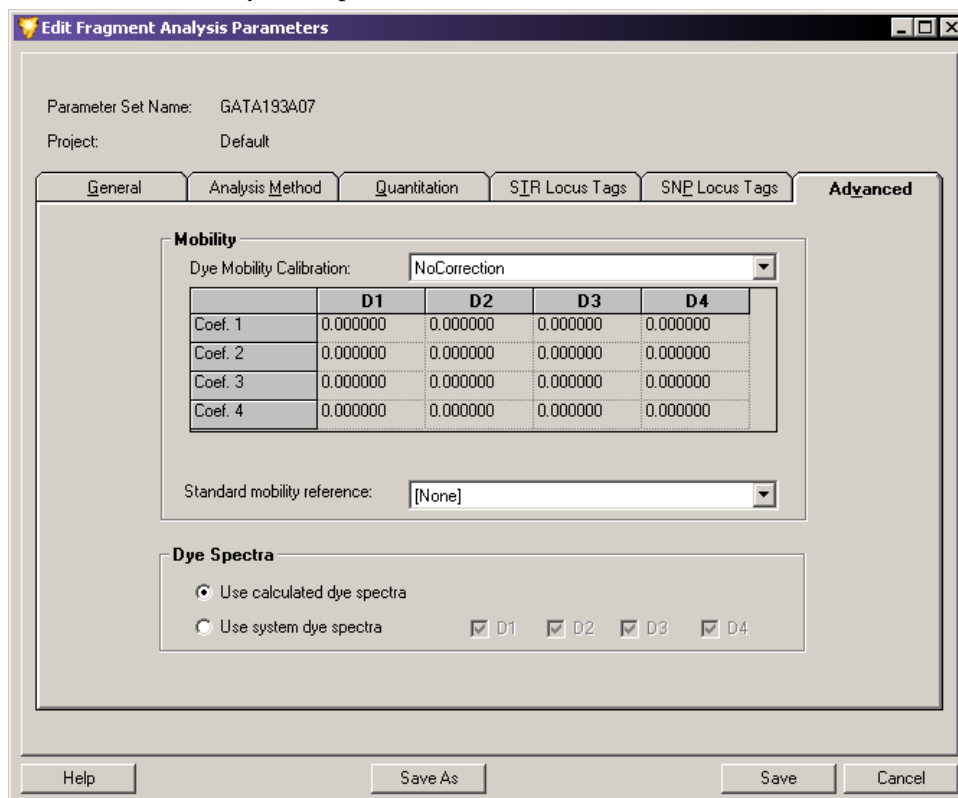 Edit Fragment Analysis Parameters
Parameter Set Name: GATA193A07
Project: Default
General Analysis Method Quantitation STR Locus Tags SNP Locus Tags Advanced
Mobility
Dye Mobility Calibration: NoCorrection
D1 D2 D3 D4
Coef. 1 0.000000 0.000000 0.000000 0.000000
Coef. 2 0.000000 0.000000 0.000000 0.000000
Coef. 3 0.000000 0.000000 0.000000 0.000000
Coef. 4 0.000000 0.000000 0.000000 0.000000
Standard mobility reference: [None]
Dye Spectra
Use calculated dye spectra
Use system dye spectra D1 D2 D3 D4
Help Save As Save Cancel